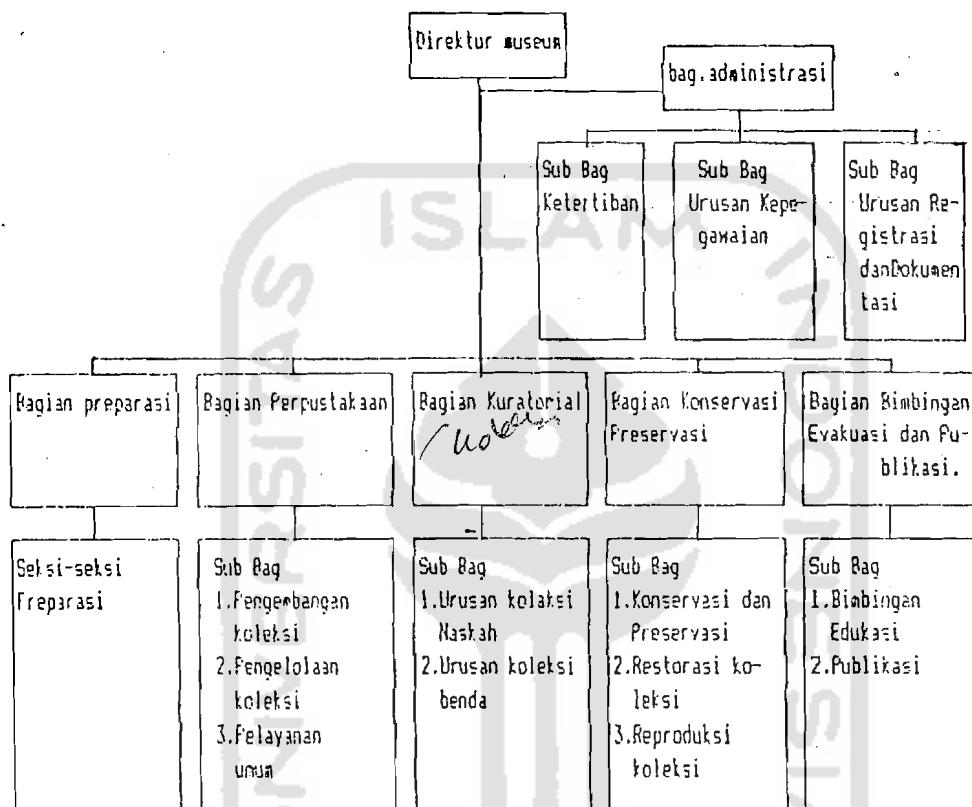 Direktur museum
bag.administrasi
Sub Bag
Ketertiban
Sub Bag
Urusan Kepe-
gawaian
Sub Bag
Urusan Re-
gistrasi
danDokumen
tasi
Bagian preparasi
Bagian Perpustakaan
Bagian Kuratorial
Bagian Konservasi
Preservasi
Bagian Bimbingan
Evakuasi dan Pu-
blikasi.
Seksi-seksi
Preparasi
Sub Bag
1.Pengembangan
koleksi
2.Pengelolaan
koleksi
3.Pelayanan
umum
Sub Bag
1.Urusan kolaksi
Naskah
2.Urusan koleksi
benda
Sub Bag
1.Konservasi dan
Preservasi
2.Restorasi ko-
leksi
3.Reproduksi
koleksi
Sub Bag
1.Bimbingan
Edukasi
2.Publikasi
ISLAM